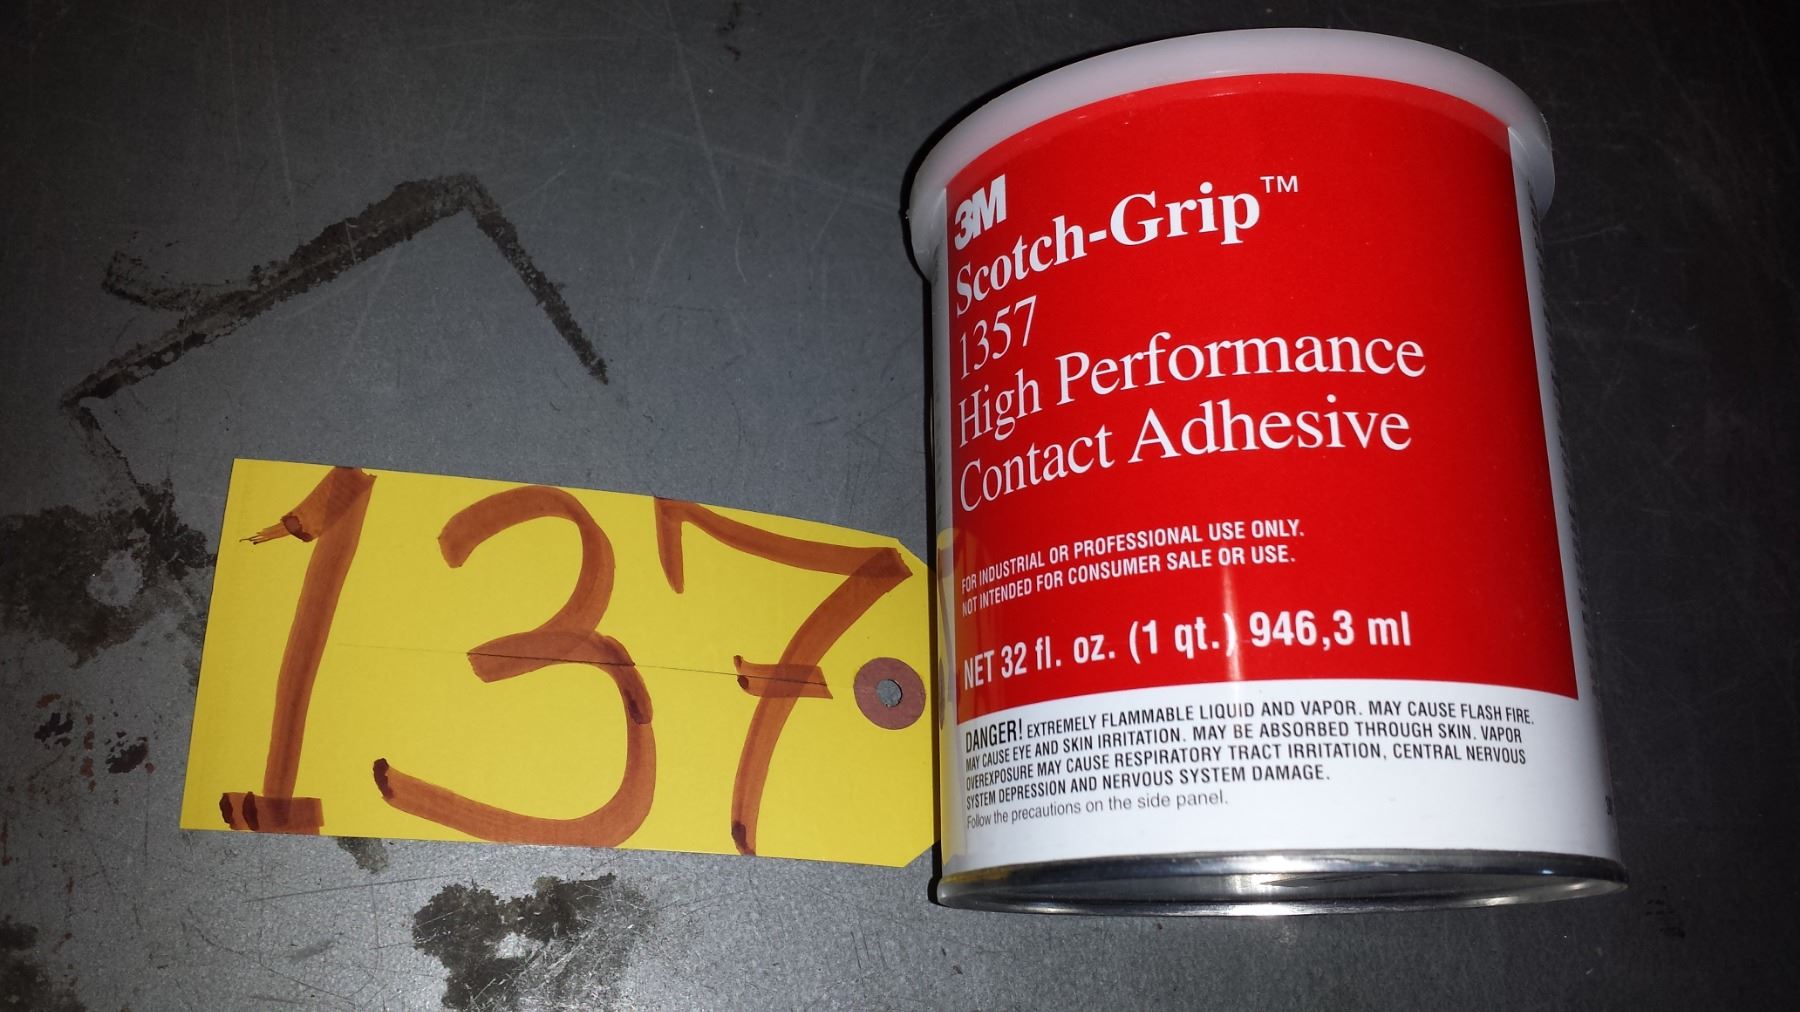 137
3M
Scotch-Grip™
1357
High Performance
Contact Adhesive
FOR INDUSTRIAL OR PROFESSIONAL USE ONLY.
NOT INTENDED FOR CONSUMER SALE OR USE.
NET 32 fl. oz. (1 qt.) 946,3 ml
DANGER! EXTREMELY FLAMMABLE LIQUID AND VAPOR. MAY CAUSE FLASH FIRE.
MAY CAUSE EYE AND SKIN IRRITATION. MAY BE ABSORBED THROUGH SKIN. VAPOR
OVEREXPOSURE MAY CAUSE RESPIRATORY TRACT IRRITATION, CENTRAL NERVOUS
SYSTEM DEPRESSION AND NERVOUS SYSTEM DAMAGE.
Follow the precautions on the side panel.